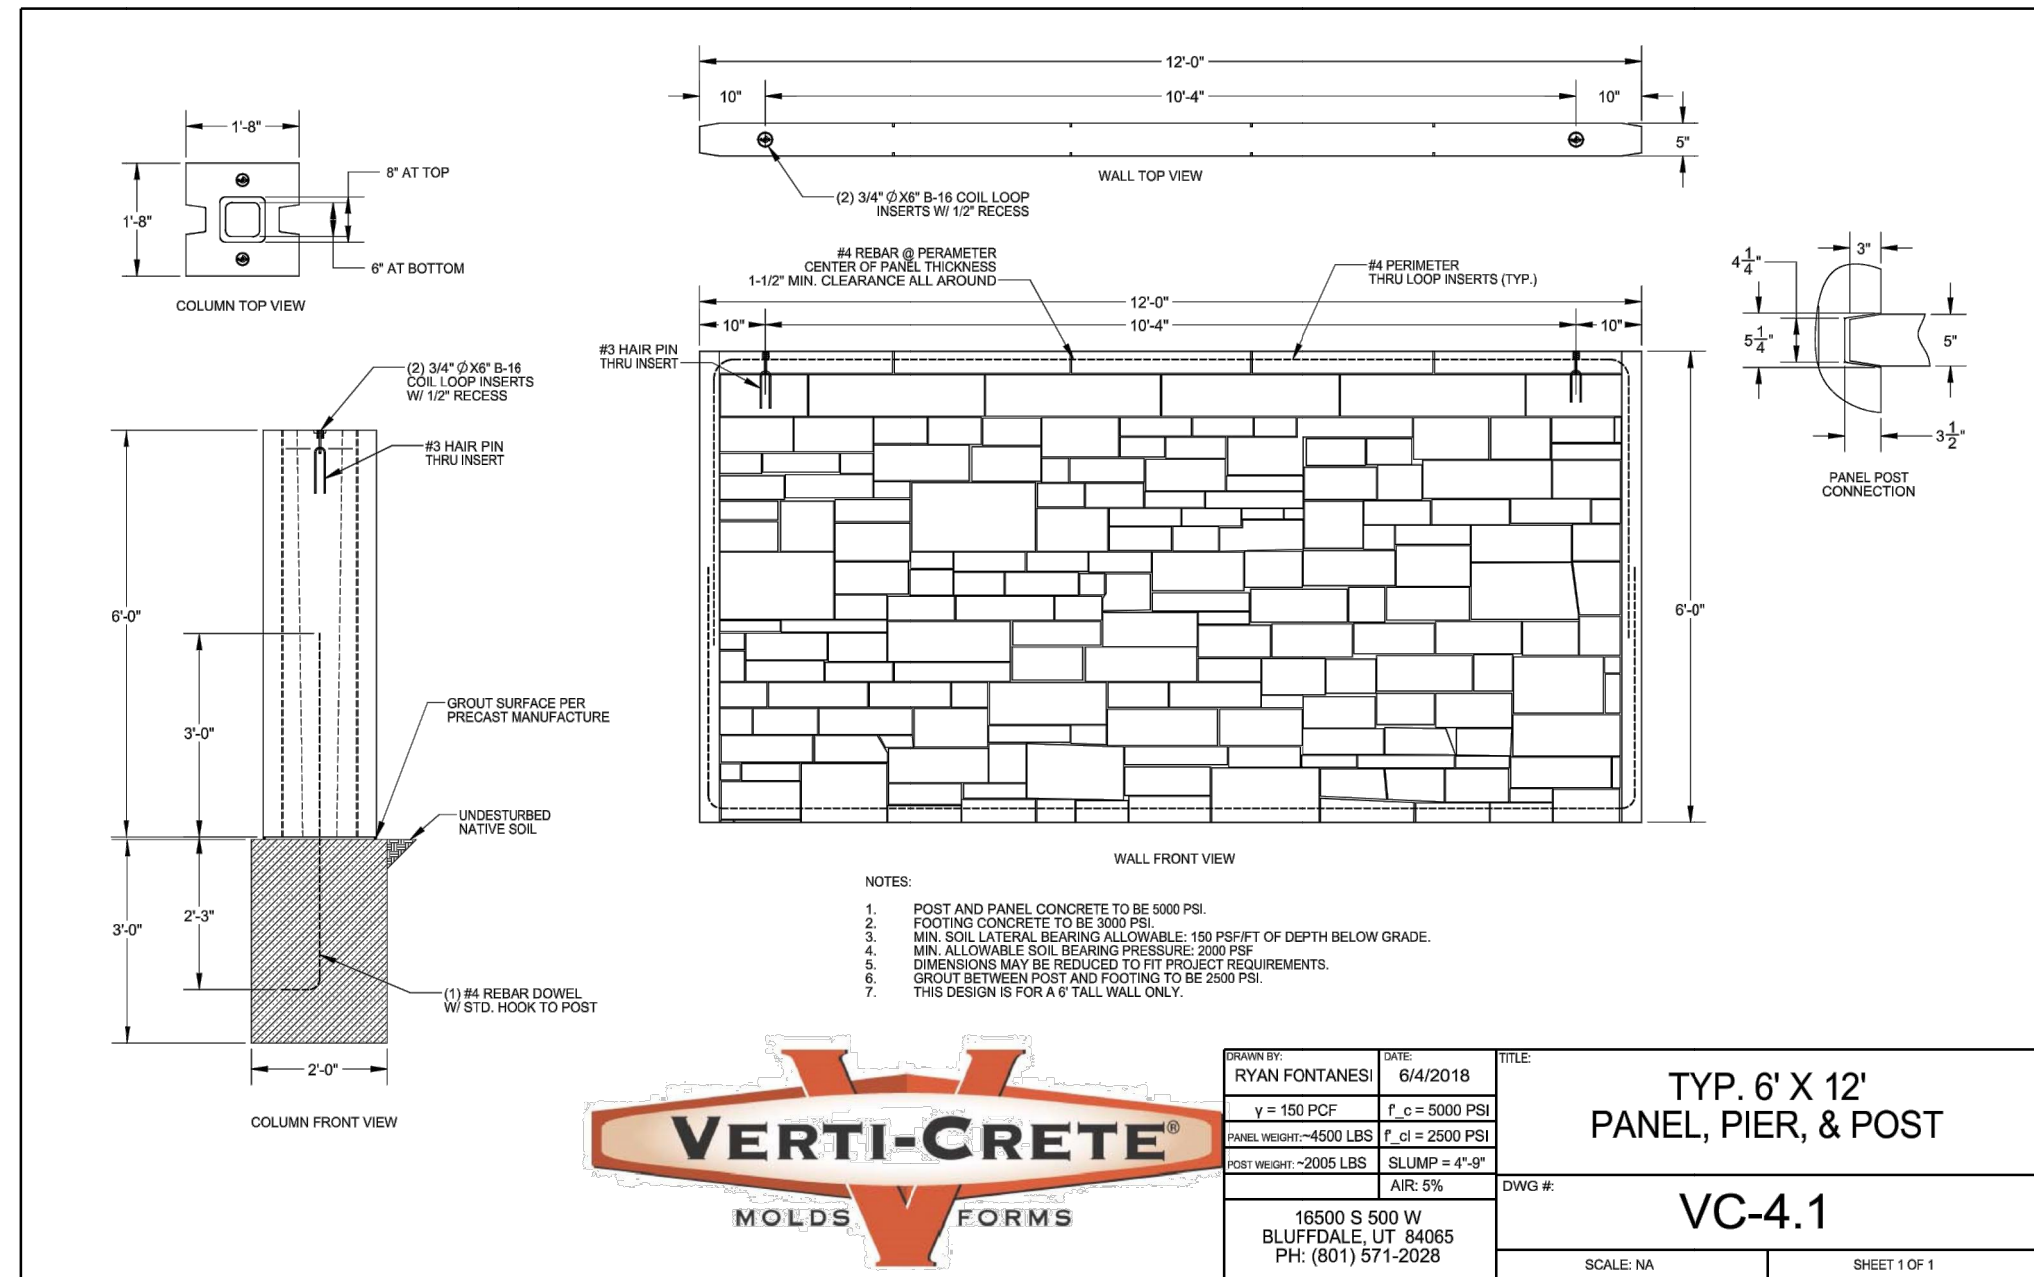 12'-0"
10"
10'-4"
10"
5"
WALL TOP VIEW
(2) 3/4" ∅X6" B-16 COIL LOOP
INSERTS W/ 1/2" RECESS
1'-8"
1'-8"
8" AT TOP
6" AT BOTTOM
COLUMN TOP VIEW
#4 REBAR @ PERAMETER
CENTER OF PANEL THICKNESS
1-1/2" MIN. CLEARANCE ALL AROUND
#4 PERIMETER
THRU LOOP INSERTS (TYP.)
12'-0"
10"
10'-4"
10"
#3 HAIR PIN
THRU INSERT
6'-0"
WALL FRONT VIEW
3"
4 1/4"
5 1/4"
5"
3 1/2"
PANEL POST
CONNECTION
(2) 3/4" ∅X6" B-16
COIL LOOP INSERTS
W/ 1/2" RECESS
#3 HAIR PIN
THRU INSERT
6'-0"
3'-0"
GROUT SURFACE PER
PRECAST MANUFACTURE
UNDESTURBED
NATIVE SOIL
3'-0"
2'-3"
(1) #4 REBAR DOWEL
W/ STD. HOOK TO POST
2'-0"
COLUMN FRONT VIEW
NOTES:
1. POST AND PANEL CONCRETE TO BE 5000 PSI.
2. FOOTING CONCRETE TO BE 3000 PSI.
3. MIN. SOIL LATERAL BEARING ALLOWABLE: 150 PSF/FT OF DEPTH BELOW GRADE.
4. MIN. ALLOWABLE SOIL BEARING PRESSURE: 2000 PSF
5. DIMENSIONS MAY BE REDUCED TO FIT PROJECT REQUIREMENTS.
6. GROUT BETWEEN POST AND FOOTING TO BE 2500 PSI.
7. THIS DESIGN IS FOR A 6' TALL WALL ONLY.
VERTI-CRETE®
MOLDS FORMS
DRAWN BY:
RYAN FONTANESI
DATE:
6/4/2018
γ = 150 PCF
f'_c = 5000 PSI
PANEL WEIGHT:~4500 LBS
f'_ci = 2500 PSI
POST WEIGHT: ~2005 LBS
SLUMP = 4"-9"
AIR: 5%
16500 S 500 W
BLUFFDALE, UT 84065
PH: (801) 571-2028
TITLE:
TYP. 6' X 12'
PANEL, PIER, & POST
DWG #:
VC-4.1
SCALE: NA
SHEET 1 OF 1